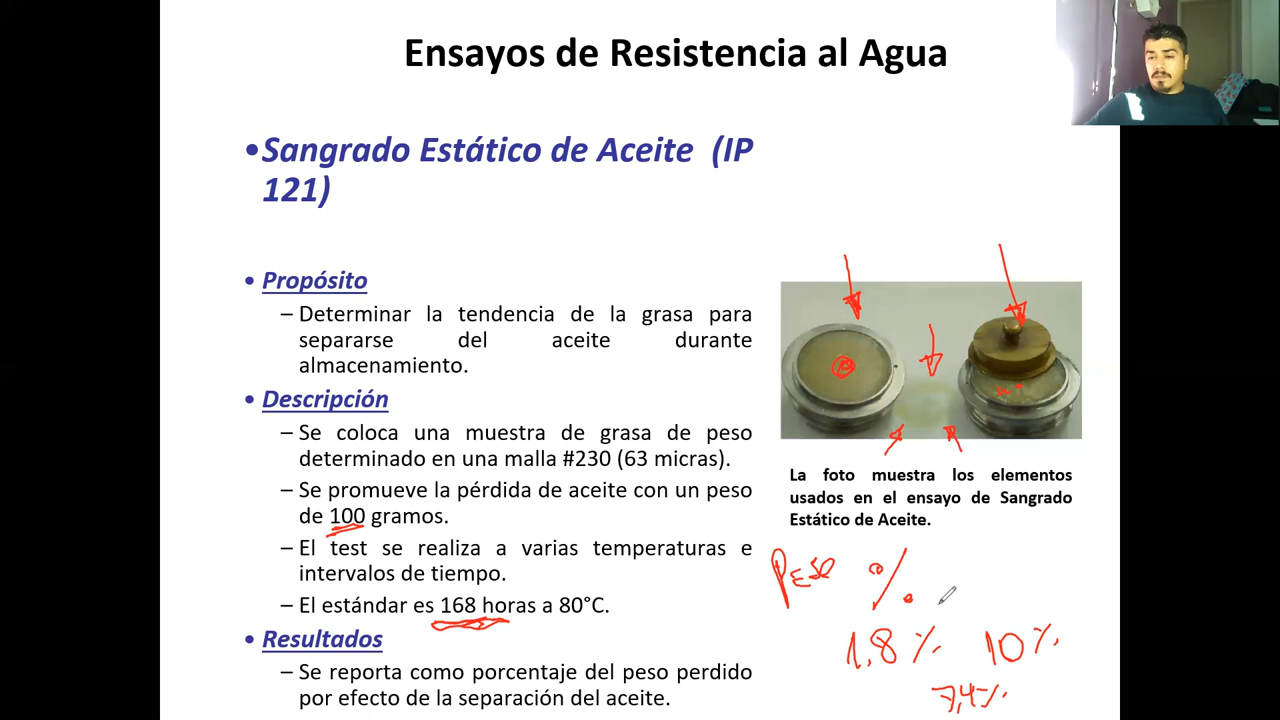 Ensayos de Resistencia al Agua
•Sangrado Estático de Aceite (IP
121)
• Propósito
– Determinar la tendencia de la grasa para
separarse del aceite durante
almacenamiento.
• Descripción
– Se coloca una muestra de grasa de peso
determinado en una malla #230 (63 micras).
– Se promueve la pérdida de aceite con un peso
de 100 gramos.
– El test se realiza a varias temperaturas e
intervalos de tiempo.
– El estándar es 168 horas a 80°C.
• Resultados
– Se reporta como porcentaje del peso perdido
por efecto de la separación del aceite.
La foto muestra los elementos
usados en el ensayo de Sangrado
Estático de Aceite.
PESO %
1,8% 10%
7,4%